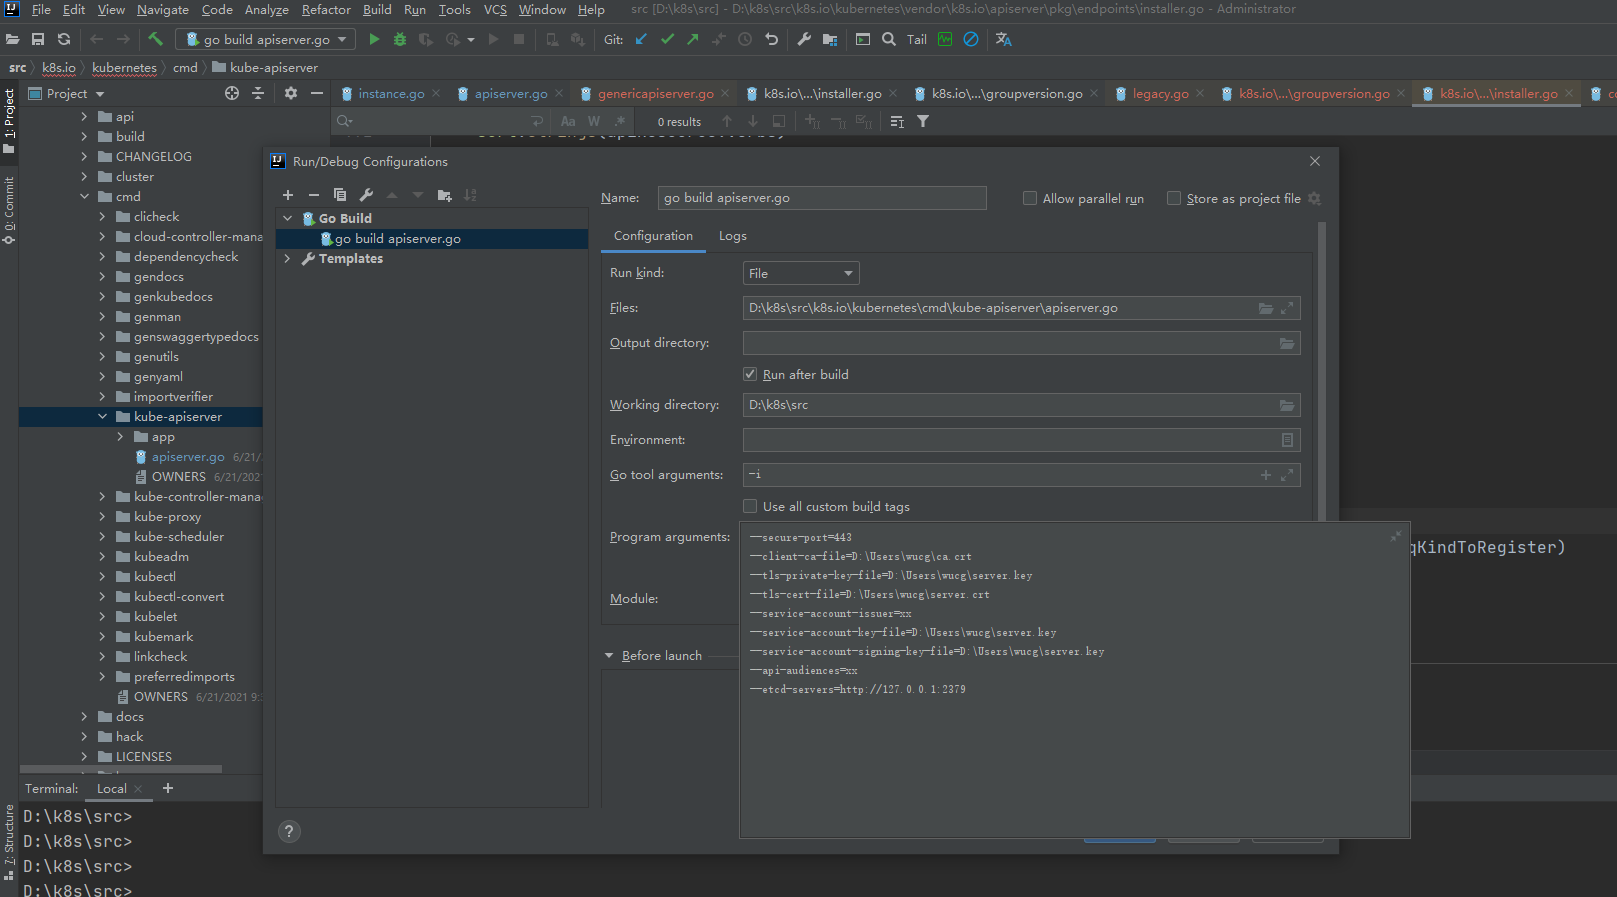 File Edit View Navigate Code Analyze Refactor Build Run Tools VCS Window Help src [D:\k8s\src] - D:\k8s\src\k8s.io\kubernetes\vendor\k8s.io\apiserver\pkg\endpoints\installer.go - Administrator
go build apiserver.go Git: Tail
src k8s.io kubernetes cmd kube-apiserver
1: Project
0: Commit
7: Structure
Project
instance.go apiserver.go genericapiserver.go k8s.io\...\installer.go k8s.io\...\groupversion.go legacy.go k8s.io\...\groupversion.go k8s.io\...\installer.go
Aa W .* 0 results
api
build
CHANGELOG
cluster
cmd
clicheck
cloud-controller-mana
dependencycheck
gendocs
genkubedocs
genman
genswaggertypedocs
genutils
genyaml
importverifier
kube-apiserver
app
apiserver.go 6/21/
OWNERS 6/21/2021
kube-controller-mana
kube-proxy
kube-scheduler
kubeadm
kubectl
kubectl-convert
kubelet
kubemark
linkcheck
preferredimports
OWNERS 6/21/2021 9:
docs
hack
LICENSES
Run/Debug Configurations
Go Build
go build apiserver.go
Templates
Name: go build apiserver.go Allow parallel run Store as project file
Configuration Logs
Run kind: File
Files: D:\k8s\src\k8s.io\kubernetes\cmd\kube-apiserver\apiserver.go
Output directory:
Run after build
Working directory: D:\k8s\src
Environment:
Go tool arguments: -i
Use all custom build tags
Program arguments:
--secure-port=443
--client-ca-file=D:\Users\wucg\ca.crt
--tls-private-key-file=D:\Users\wucg\server.key
--tls-cert-file=D:\Users\wucg\server.crt
--service-account-issuer=xx
--service-account-key-file=D:\Users\wucg\server.key
--service-account-signing-key-file=D:\Users\wucg\server.key
--api-audiences=xx
--etcd-servers=http://127.0.0.1:2379
Module:
Before launch
qKindToRegister)
?
Terminal: Local
D:\k8s\src>
D:\k8s\src>
D:\k8s\src>
D:\k8s\src>